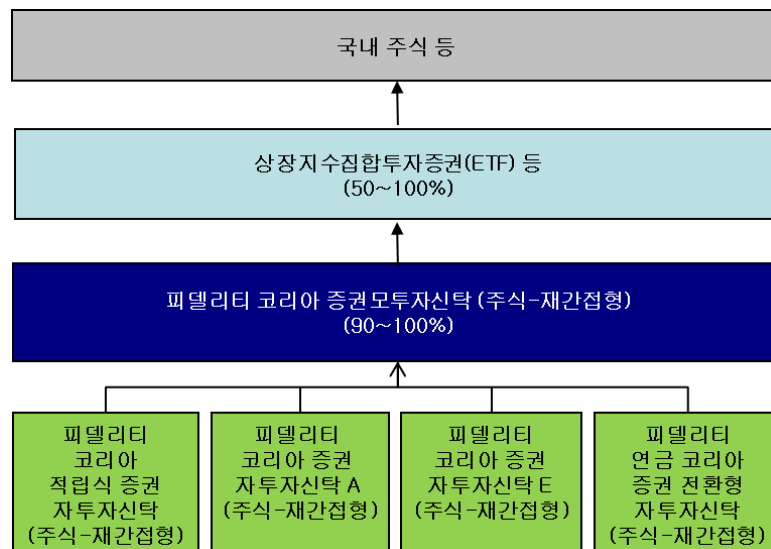 국내 주식 등
상장지수집합투자증권(ETF) 등
(50~100%)
피델리티 코리아 증권모투자신탁 (주식-재간접형)
(90~100%)
피델리티
코리아
적립식 증권
자투자신탁
(주식-재간접형)
피델리티
코리아 증권
자투자신탁 A
(주식-재간접형)
피델리티
코리아 증권
자투자신탁 E
(주식-재간접형)
피델리티
연금 코리아
증권 전환형
자투자신탁
(주식-재간접형)